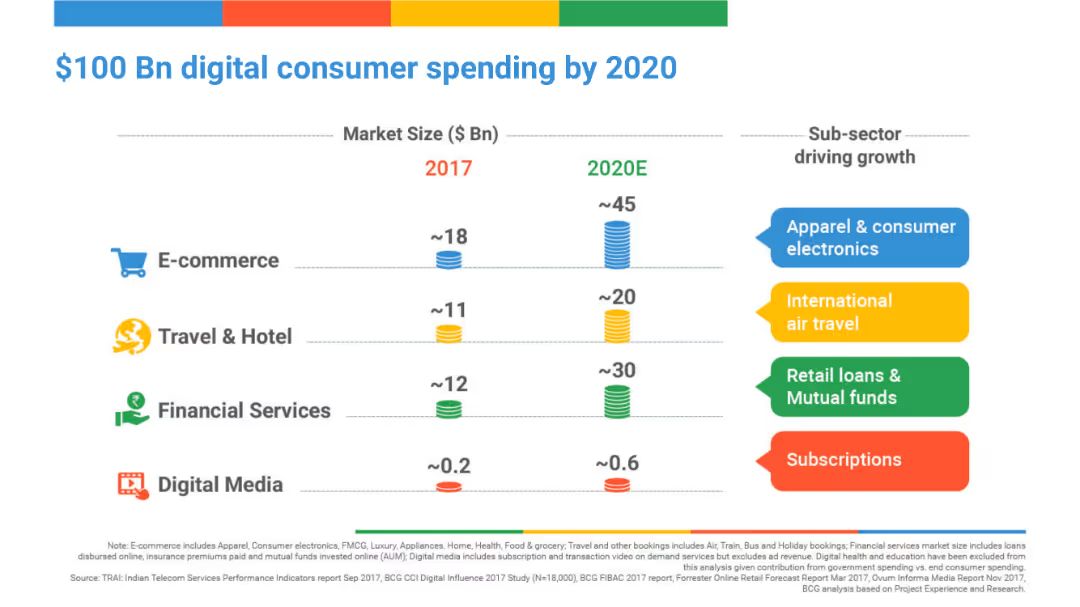 $100 Bn digital consumer spending by 2020
Market Size ($ Bn)
Sub-sector
driving growth
2017
2020E
E-commerce
~18
~45
Apparel & consumer
electronics
Travel & Hotel
~11
~20
International
air travel
Financial Services
~12
~30
Retail loans &
Mutual funds
Digital Media
~0.2
~0.6
Subscriptions
Note: E-commerce includes Apparel, Consumer electronics, FMCG, Luxury, Appliances. Home, Health, Food & grocery; Travel and other bookings includes Air, Train, Bus and Holiday bookings; Financial services market size includes loans
disbursed online, insurance premiums paid and mutual funds invested online (AUM); Digital media includes subscription and transaction video on demand services but excludes ad revenue. Digital health and education have been excluded from
this analysis given contribution from government spending vs. end consumer spending.
Source: TRAI: Indian Telecom Services Performance Indicators report Sep 2017, BCG CCI Digital Influence 2017 Study (N=18,000), BCG FIBAC 2017 report, Forrester Online Retail Forecast Report Mar 2017, Ovum Informa Media Report Nov 2017,
BCG analysis based on Project Experience and Research.